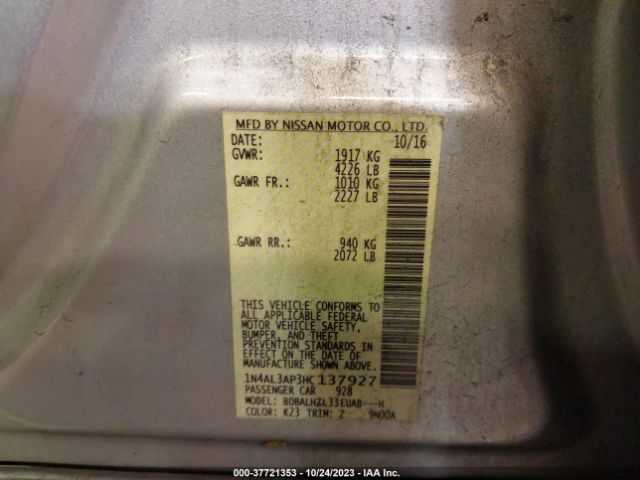 MFD BY NISSAN MOTOR CO., LTD.
DATE: 10/16
GVWR: 1917 KG
4226 LB
GAWR FR.: 1010 KG
2227 LB
GAWR RR.: 940 KG
2072 LB
THIS VEHICLE CONFORMS TO
ALL APPLICABLE FEDERAL
MOTOR VEHICLE SAFETY,
BUMPER, AND THEFT
PREVENTION STANDARDS IN
EFFECT ON THE DATE OF
MANUFACTURE SHOWN ABOVE.
1N4AL3AP3HC137927
PASSENGER CAR 928
MODEL: BDBALHZL33EUAB---H
COLOR: K23 TRIM: Z 9N00A
000-37721353 - 10/24/2023 - IAA Inc.